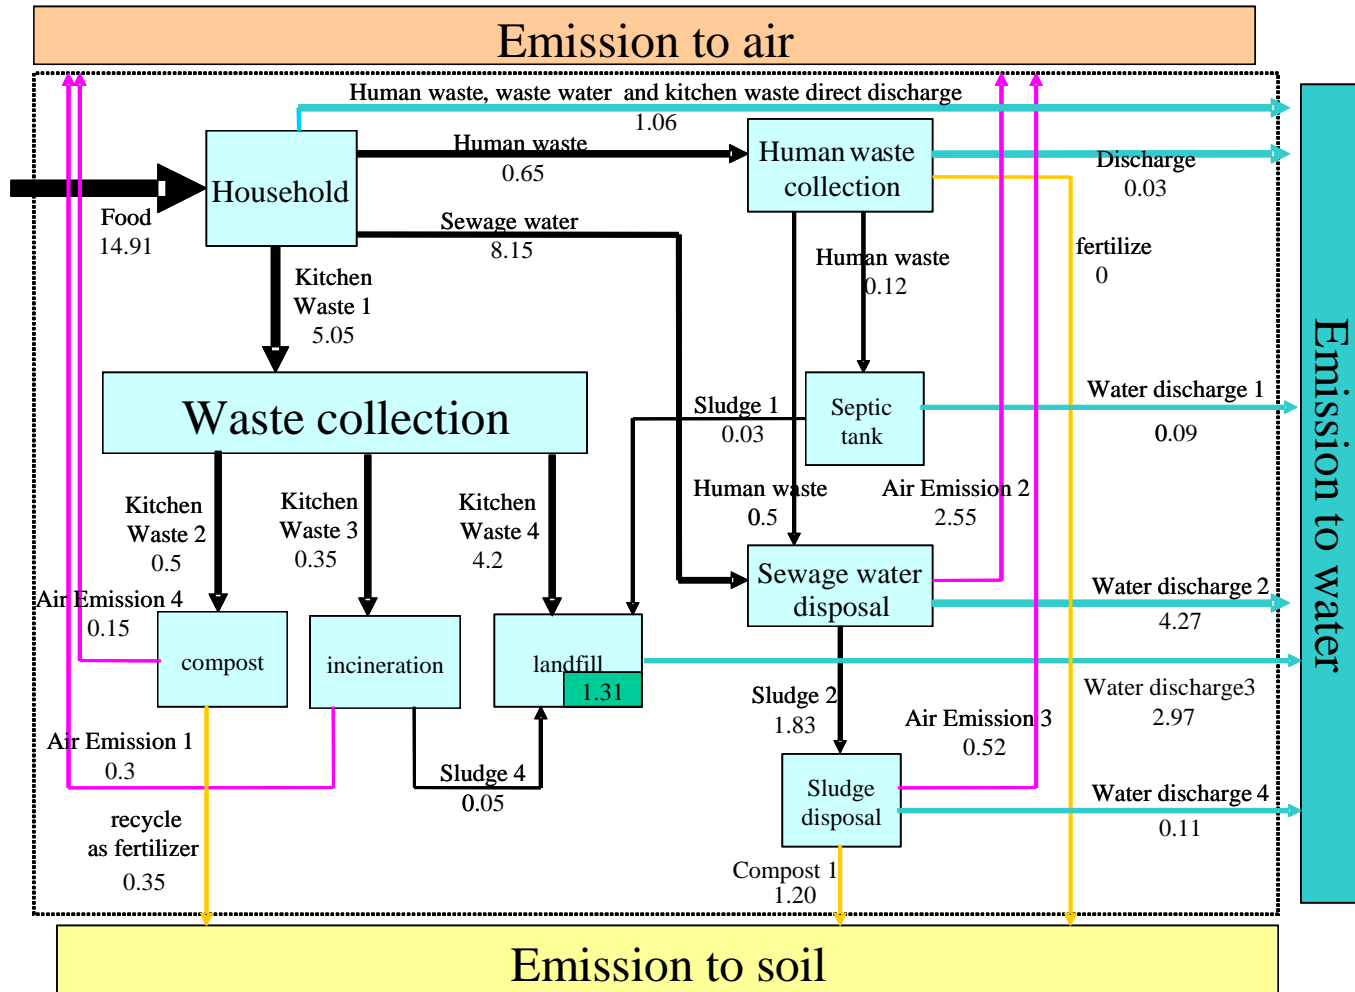 Emission to air
Human waste, waste water and kitchen waste direct discharge
1.06
Human waste
0.65
Human waste
collection
Discharge
0.03
Household
Food
14.91
Sewage water
8.15
Human waste
0.12
fertilize
0
Kitchen
Waste 1
5.05
Emission to water
Waste collection
Sludge 1
0.03
Septic
tank
Water discharge 1
0.09
Kitchen
Waste 2
0.5
Kitchen
Waste 3
0.35
Kitchen
Waste 4
4.2
Human waste
0.5
Air Emission 2
2.55
Sewage water
disposal
Water discharge 2
4.27
Air Emission 4
0.15
compost
incineration
landfill
1.31
Water discharge3
2.97
Sludge 2
1.83
Air Emission 3
0.52
Air Emission 1
0.3
Sludge 4
0.05
Sludge
disposal
Water discharge 4
0.11
recycle
as fertilizer
0.35
Compost 1
1.20
Emission to soil